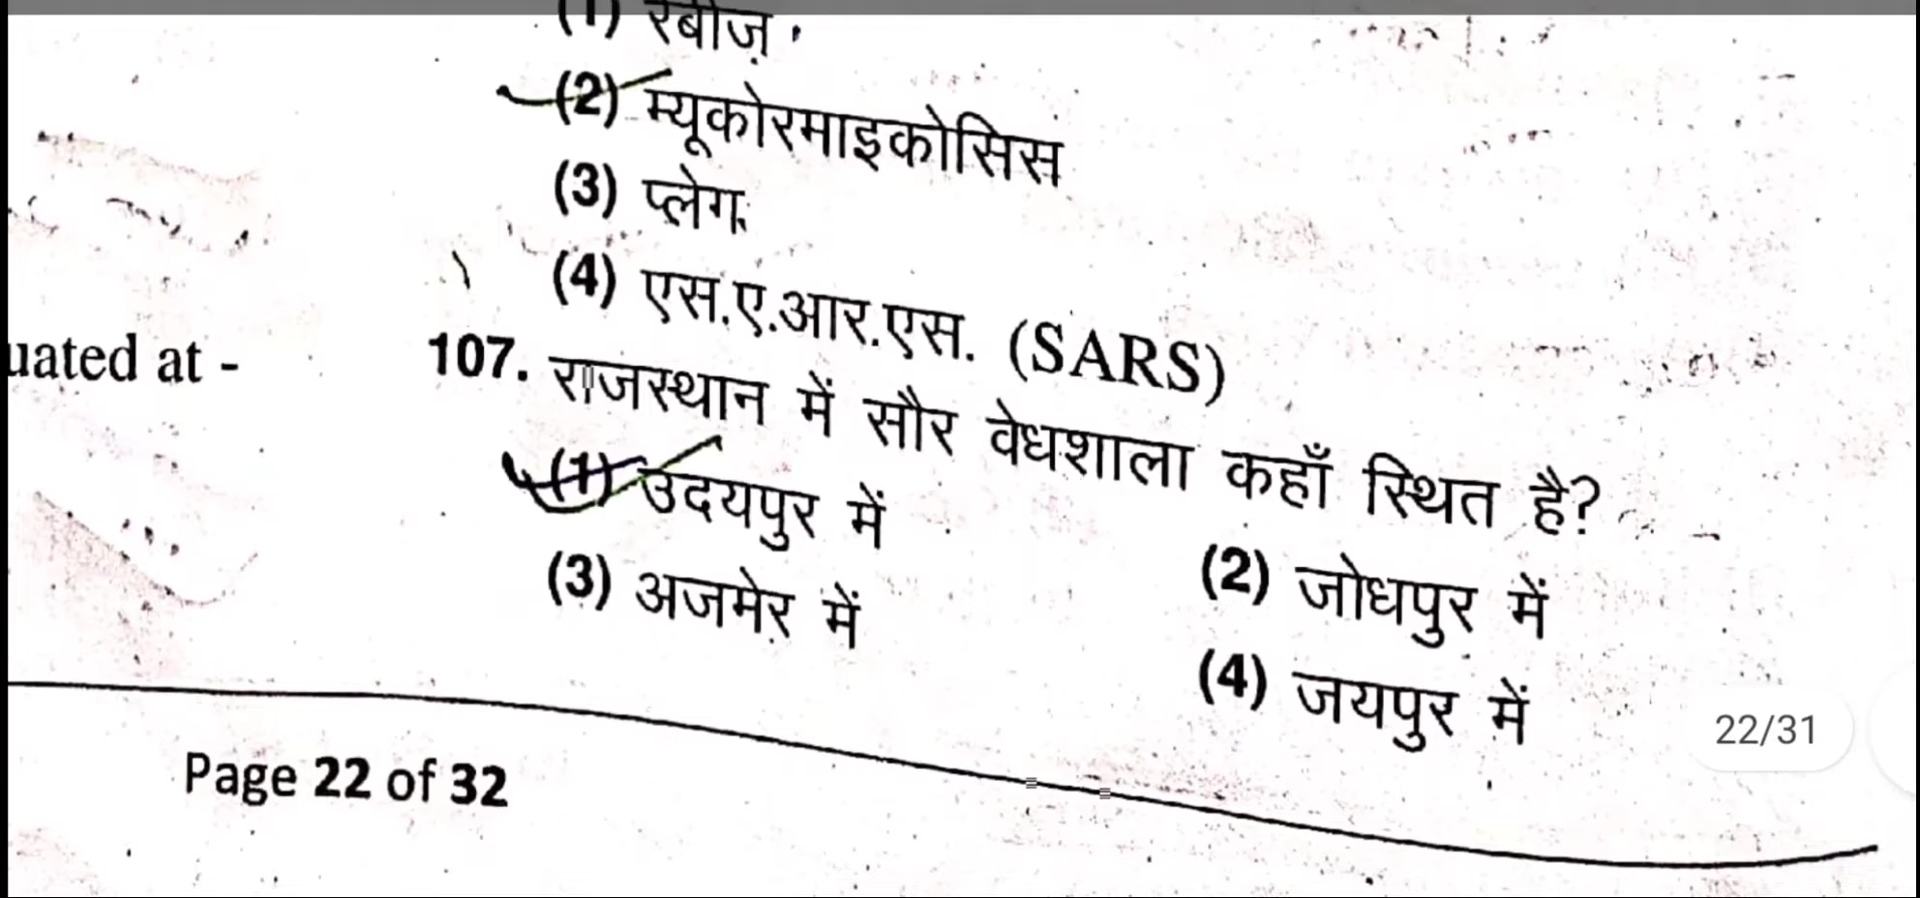 (1) रेबीज़
(2) म्यूकोरमाइकोसिस
(3) प्लेग
(4) एस.ए.आर.एस. (SARS)
uated at -
107. राजस्थान में सौर वेधशाला कहाँ स्थित है?
(1) उदयपुर में
(2) जोधपुर में
(3) अजमेर में
(4) जयपुर में
22/31
Page 22 of 32